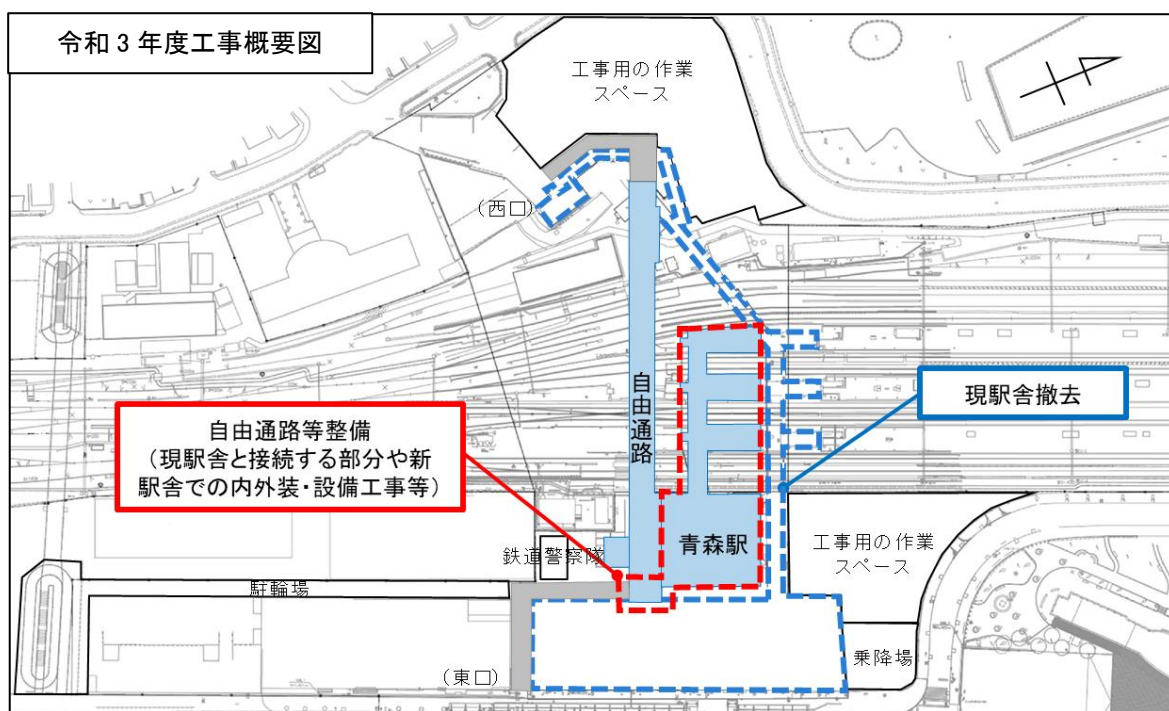 令和3年度工事概要図
工事用の作業
スペース
(西口)
自由通路
現駅舎撤去
自由通路等整備
(現駅舎と接続する部分や新
駅舎での内外装・設備工事等)
青森駅
鉄道警察隊
工事用の作業
スペース
駐輪場
乗降場
(東口)